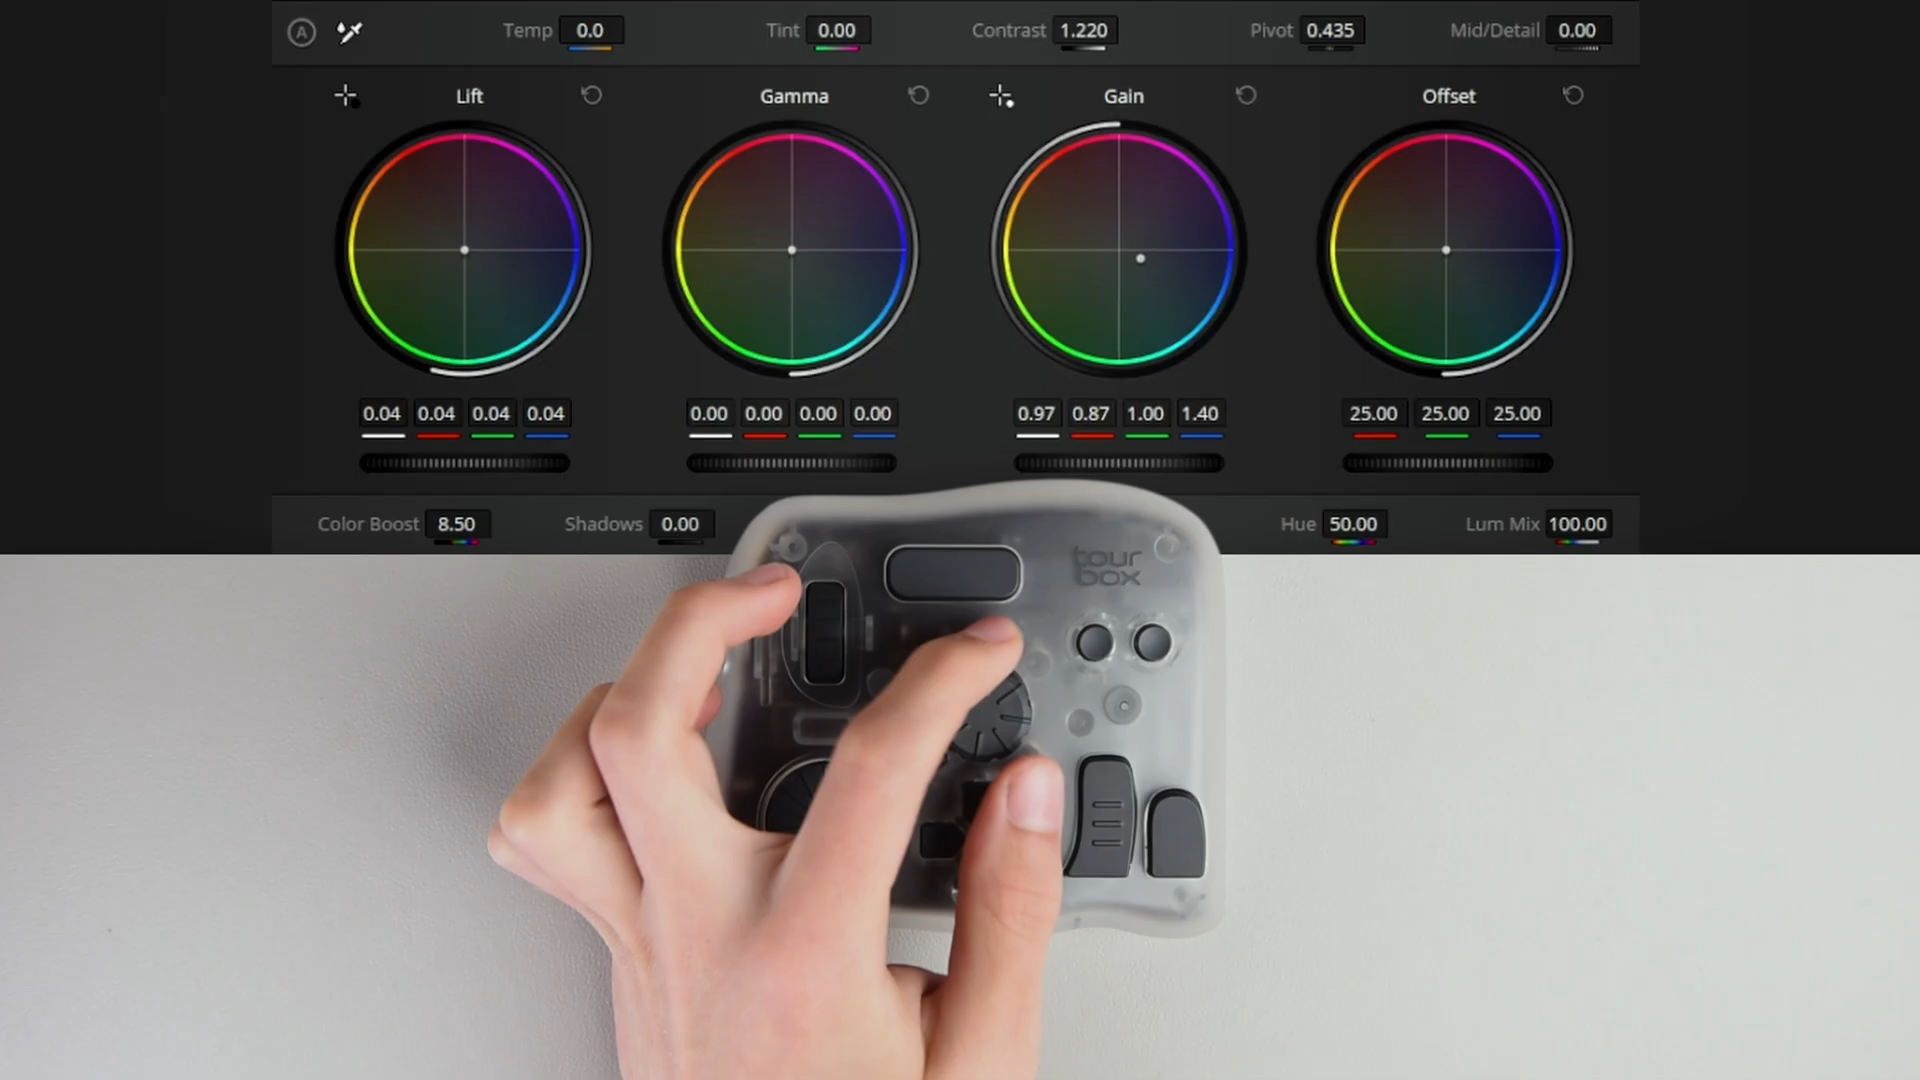 A Temp 0.0 Tint 0.00 Contrast 1.220 Pivot 0.435 Mid/Detail 0.00
Lift Gamma Gain Offset
0.04 0.04 0.04 0.04 0.00 0.00 0.00 0.00 0.97 0.87 1.00 1.40 25.00 25.00 25.00
Color Boost 8.50 Shadows 0.00 Hue 50.00 Lum Mix 100.00
tour
box